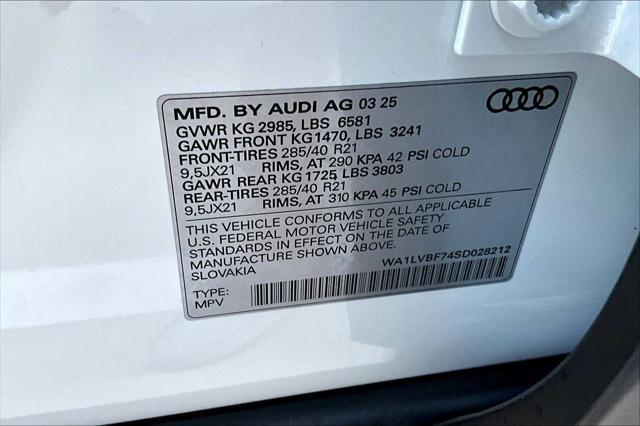 MFD. BY AUDI AG 03 25
GVWR KG 2985, LBS 6581
GAWR FRONT KG 1470, LBS 3241
FRONT-TIRES 285/40 R21
9,5JX21 RIMS, AT 290 KPA 42 PSI COLD
GAWR REAR KG 1725 LBS 3803
REAR-TIRES 285/40 R21
9,5JX21 RIMS, AT 310 KPA 45 PSI COLD
THIS VEHICLE CONFORMS TO ALL APPLICABLE
U.S. FEDERAL MOTOR VEHICLE SAFETY
STANDARDS IN EFFECT ON THE DATE OF
MANUFACTURE SHOWN ABOVE.
SLOVAKIA
WA1LVBF74SD028212
TYPE:
MPV